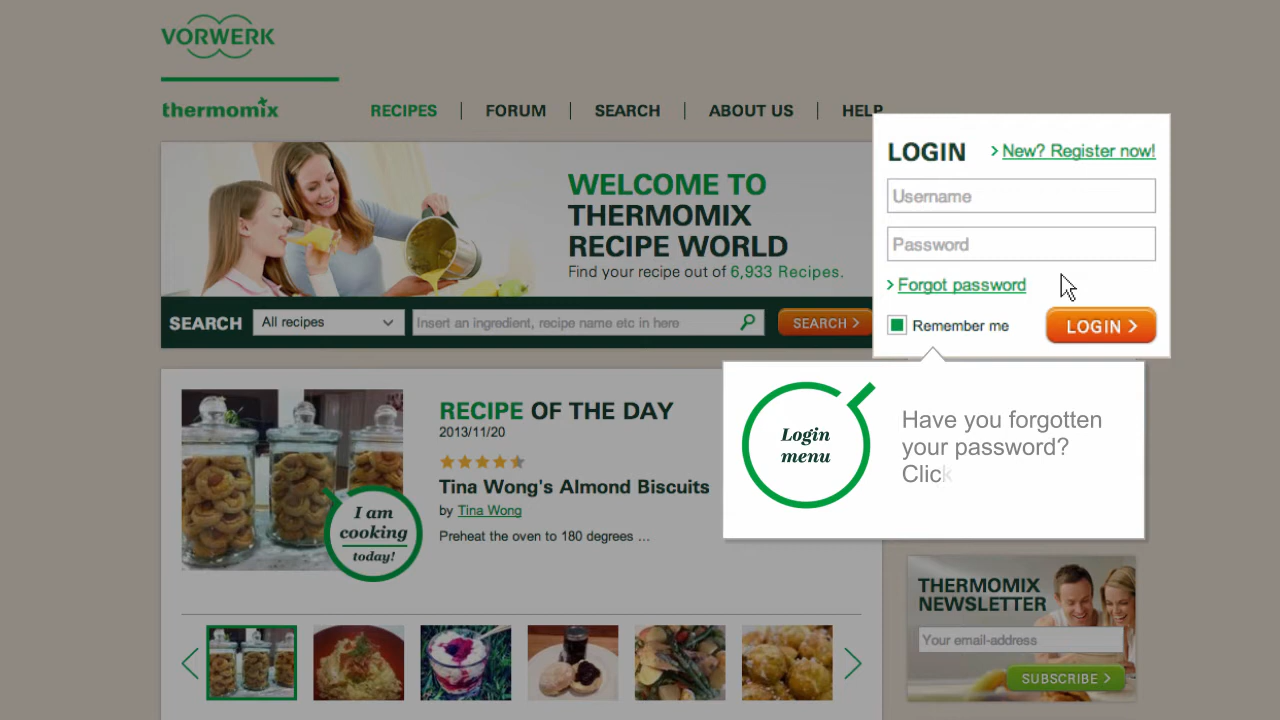 VORWERK
thermomix
RECIPES
FORUM
SEARCH
ABOUT US
HELP
WELCOME TO
THERMOMIX
RECIPE WORLD
Find your recipe out of 6,933 Recipes.
SEARCH
All recipes
Insert an ingredient, recipe name etc in here
SEARCH
LOGIN
New? Register now!
Username
Password
Forgot password
Remember me
LOGIN
Login
menu
Have you forgotten
your password?
Click
RECIPE OF THE DAY
2013/11/20
Tina Wong's Almond Biscuits
by Tina Wong
Preheat the oven to 180 degrees ...
I am
cooking
today!
THERMOMIX
NEWSLETTER
Your email-address
SUBSCRIBE